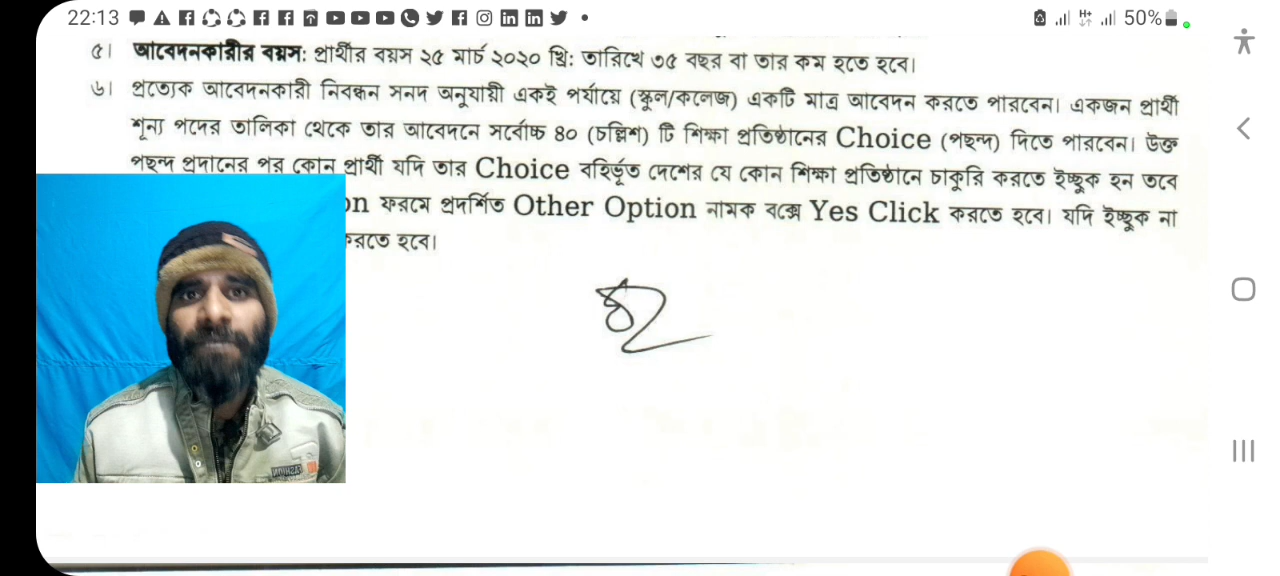 22:13
50%
৫। আবেদনকারীর বয়স: প্রার্থীর বয়স ২৫ মার্চ ২০২০ খ্রি: তারিখে ৩৫ বছর বা তার কম হতে হবে।
৬। প্রত্যেক আবেদনকারী নিবন্ধন সনদ অনুযায়ী একই পর্যায়ে (স্কুল/কলেজ) একটি মাত্র আবেদন করতে পারবেন। একজন প্রার্থী
শূন্য পদের তালিকা থেকে তার আবেদনে সর্বোচ্চ ৪০ (চল্লিশ) টি শিক্ষা প্রতিষ্ঠানের Choice (পছন্দ) দিতে পারবেন। উক্ত
পছন্দ প্রদানের পর কোন প্রার্থী যদি তার Choice বহির্ভূত দেশের যে কোন শিক্ষা প্রতিষ্ঠানে চাকুরি করতে ইচ্ছুক হন তবে
on ফরমে প্রদর্শিত Other Option নামক বক্সে Yes Click করতে হবে। যদি ইচ্ছুক না
করতে হবে।